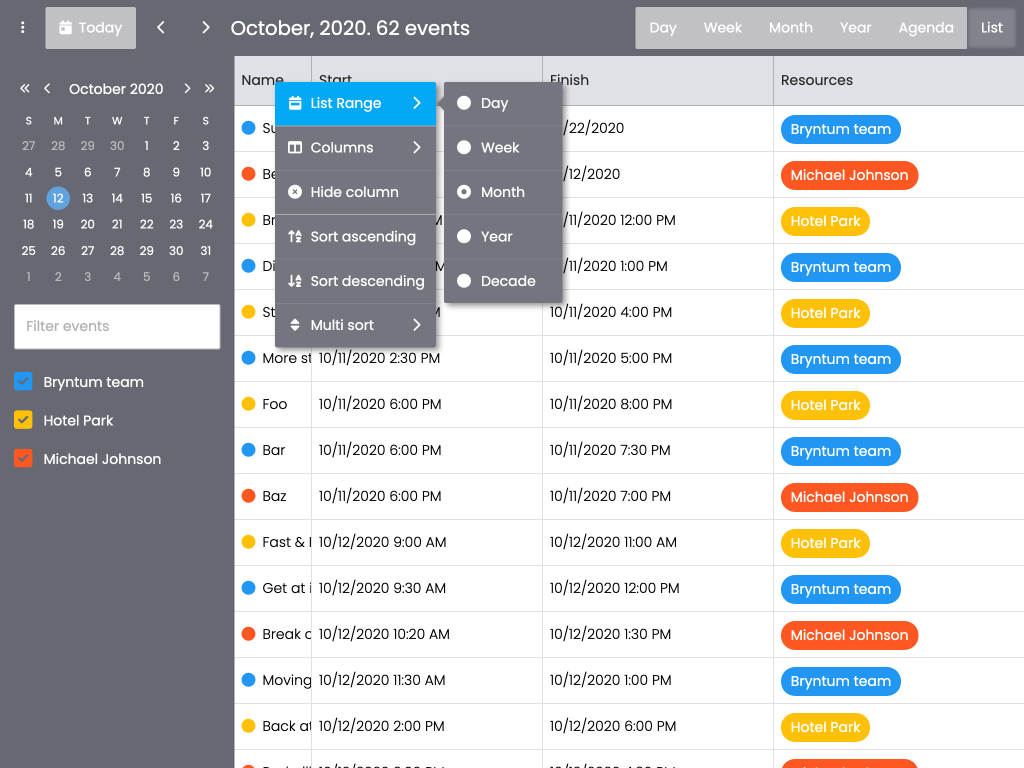 Today
October, 2020. 62 events
Day Week Month Year Agenda List
October 2020
S M T W T F S
27 28 29 30 1 2 3
4 5 6 7 8 9 10
11 12 13 14 15 16 17
18 19 20 21 22 23 24
25 26 27 28 29 30 31
1 2 3 4 5 6 7
Filter events
Bryntum team
Hotel Park
Michael Johnson
Name Start Finish Resources
List Range
Columns
Hide column
Sort ascending
Sort descending
Multi sort
Day
Week
Month
Year
Decade
/22/2020 Bryntum team
/12/2020 Michael Johnson
/11/2020 12:00 PM Hotel Park
/11/2020 1:00 PM Bryntum team
10/11/2020 4:00 PM Hotel Park
More st 10/11/2020 2:30 PM 10/11/2020 5:00 PM Bryntum team
Foo 10/11/2020 6:00 PM 10/11/2020 8:00 PM Hotel Park
Bar 10/11/2020 6:00 PM 10/11/2020 7:30 PM Bryntum team
Baz 10/11/2020 6:00 PM 10/11/2020 7:00 PM Michael Johnson
Fast & 10/12/2020 9:00 AM 10/12/2020 11:00 AM Hotel Park
Get at i 10/12/2020 9:30 AM 10/12/2020 12:00 PM Bryntum team
Break 10/12/2020 10:20 AM 10/12/2020 1:30 PM Michael Johnson
Moving 10/12/2020 11:30 AM 10/12/2020 1:00 PM Bryntum team
Back at 10/12/2020 2:00 PM 10/12/2020 6:00 PM Hotel Park